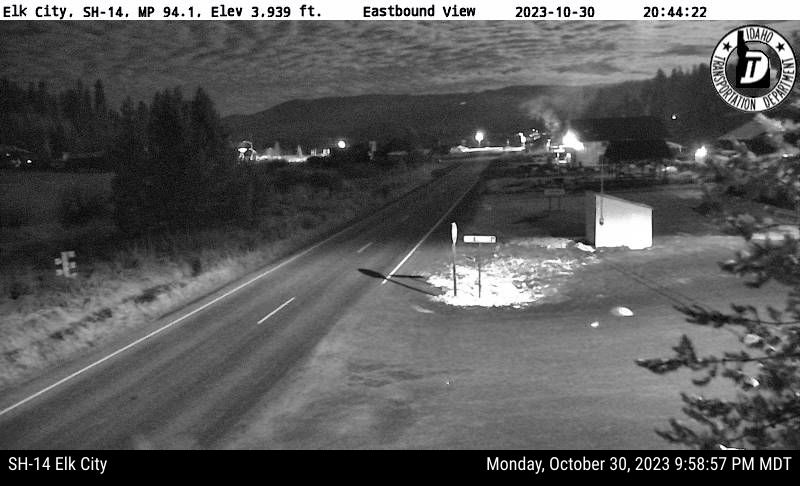 Elk City, SH-14, MP 94.1, Elev 3,939 ft. Eastbound View 2023-10-30 20:44:22
IDAHO
TRANSPORTATION DEPARTMENT
SH-14 Elk City Monday, October 30, 2023 9:58:57 PM MDT